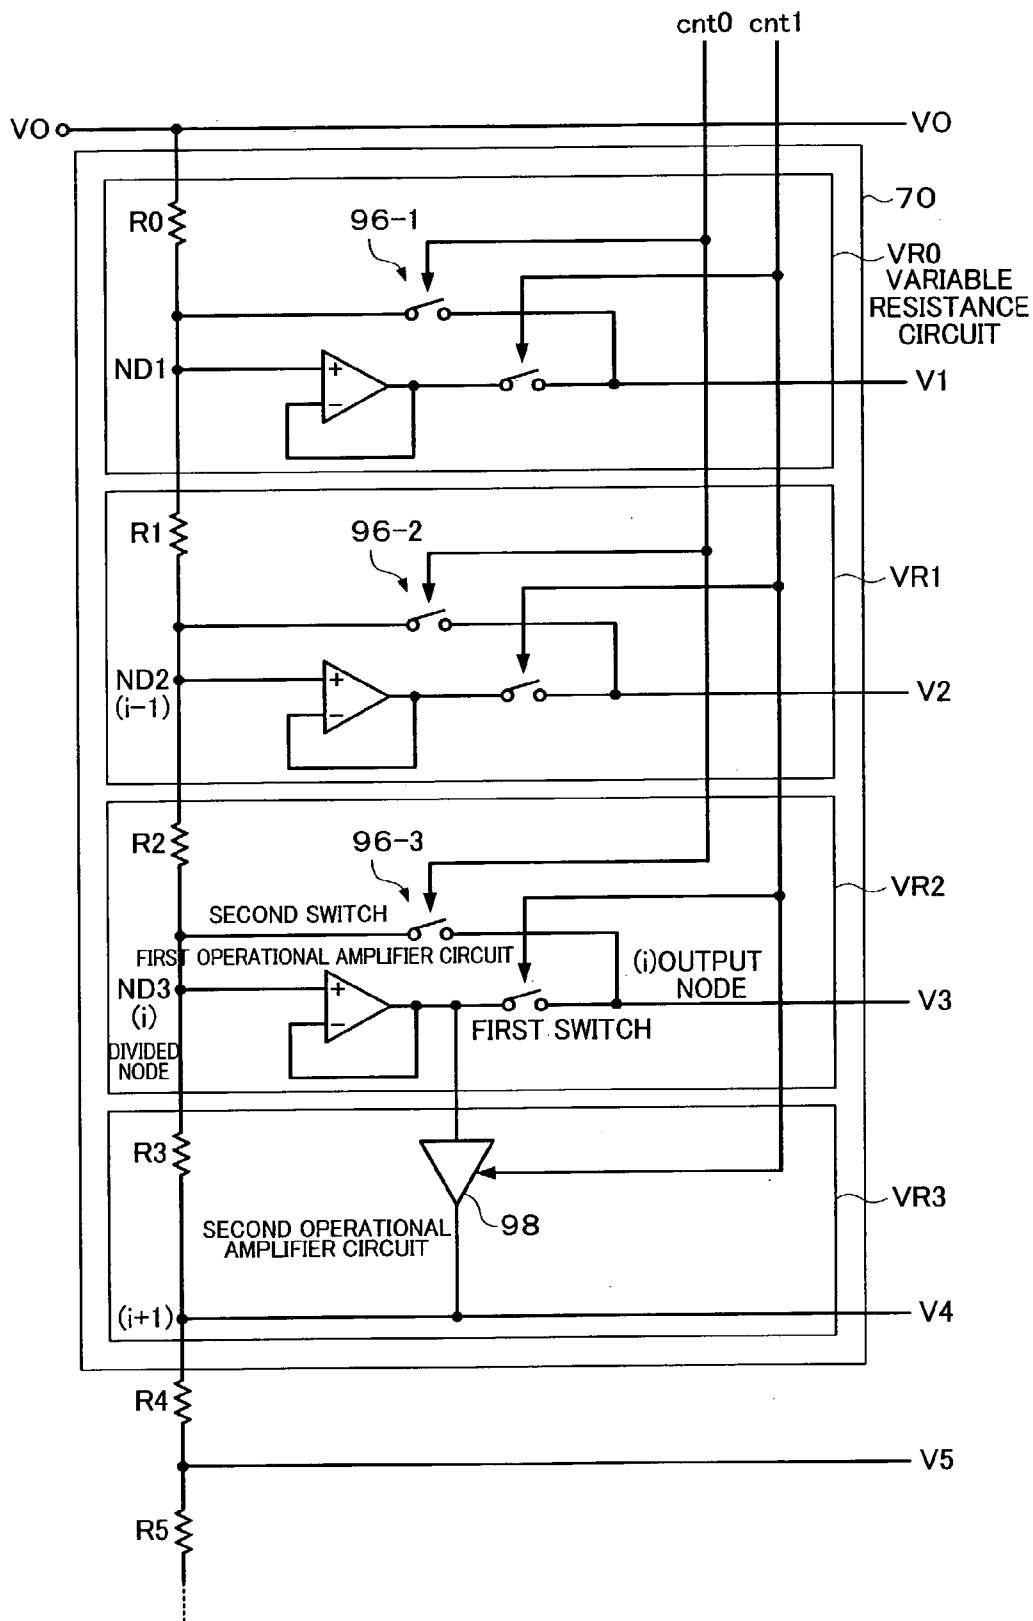 cnt0 cnt1
VO
VO
70
R0
96-1
VR0
VARIABLE
RESISTANCE
CIRCUIT
ND1
+
−
V1
R1
96-2
VR1
ND2
(i−1)
+
−
V2
R2
96-3
VR2
SECOND SWITCH
FIRST OPERATIONAL AMPLIFIER CIRCUIT
(i)OUTPUT
NODE
ND3
(i)
+
−
V3
FIRST SWITCH
DIVIDED
NODE
R3
VR3
98
SECOND OPERATIONAL
AMPLIFIER CIRCUIT
(i+1)
V4
R4
V5
R5